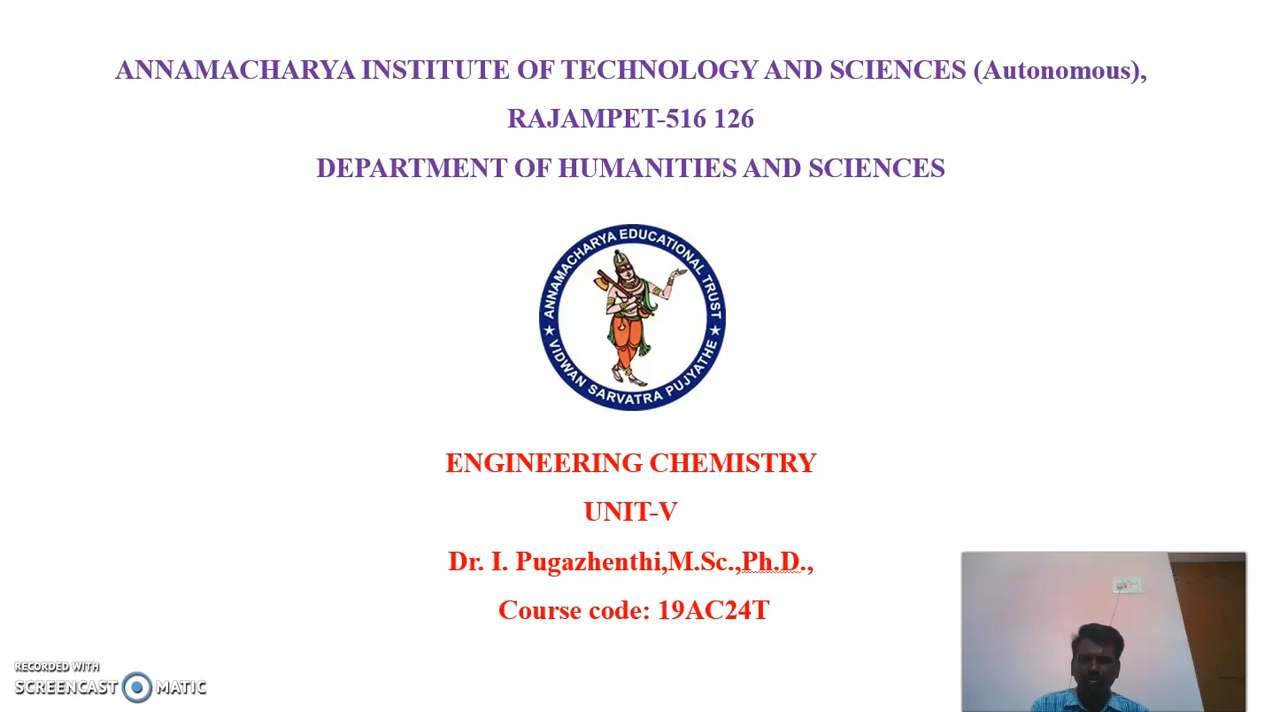 ANNAMACHARYA INSTITUTE OF TECHNOLOGY AND SCIENCES (Autonomous),
RAJAMPET-516 126
DEPARTMENT OF HUMANITIES AND SCIENCES
ANNAMACHARYA EDUCATIONAL TRUST
★ VIDWAN SARVATRA PUJYATHE ★
ENGINEERING CHEMISTRY
UNIT-V
Dr. I. Pugazhenthi,M.Sc.,Ph.D.,
Course code: 19AC24T
RECORDED WITH
SCREENCAST MATIC